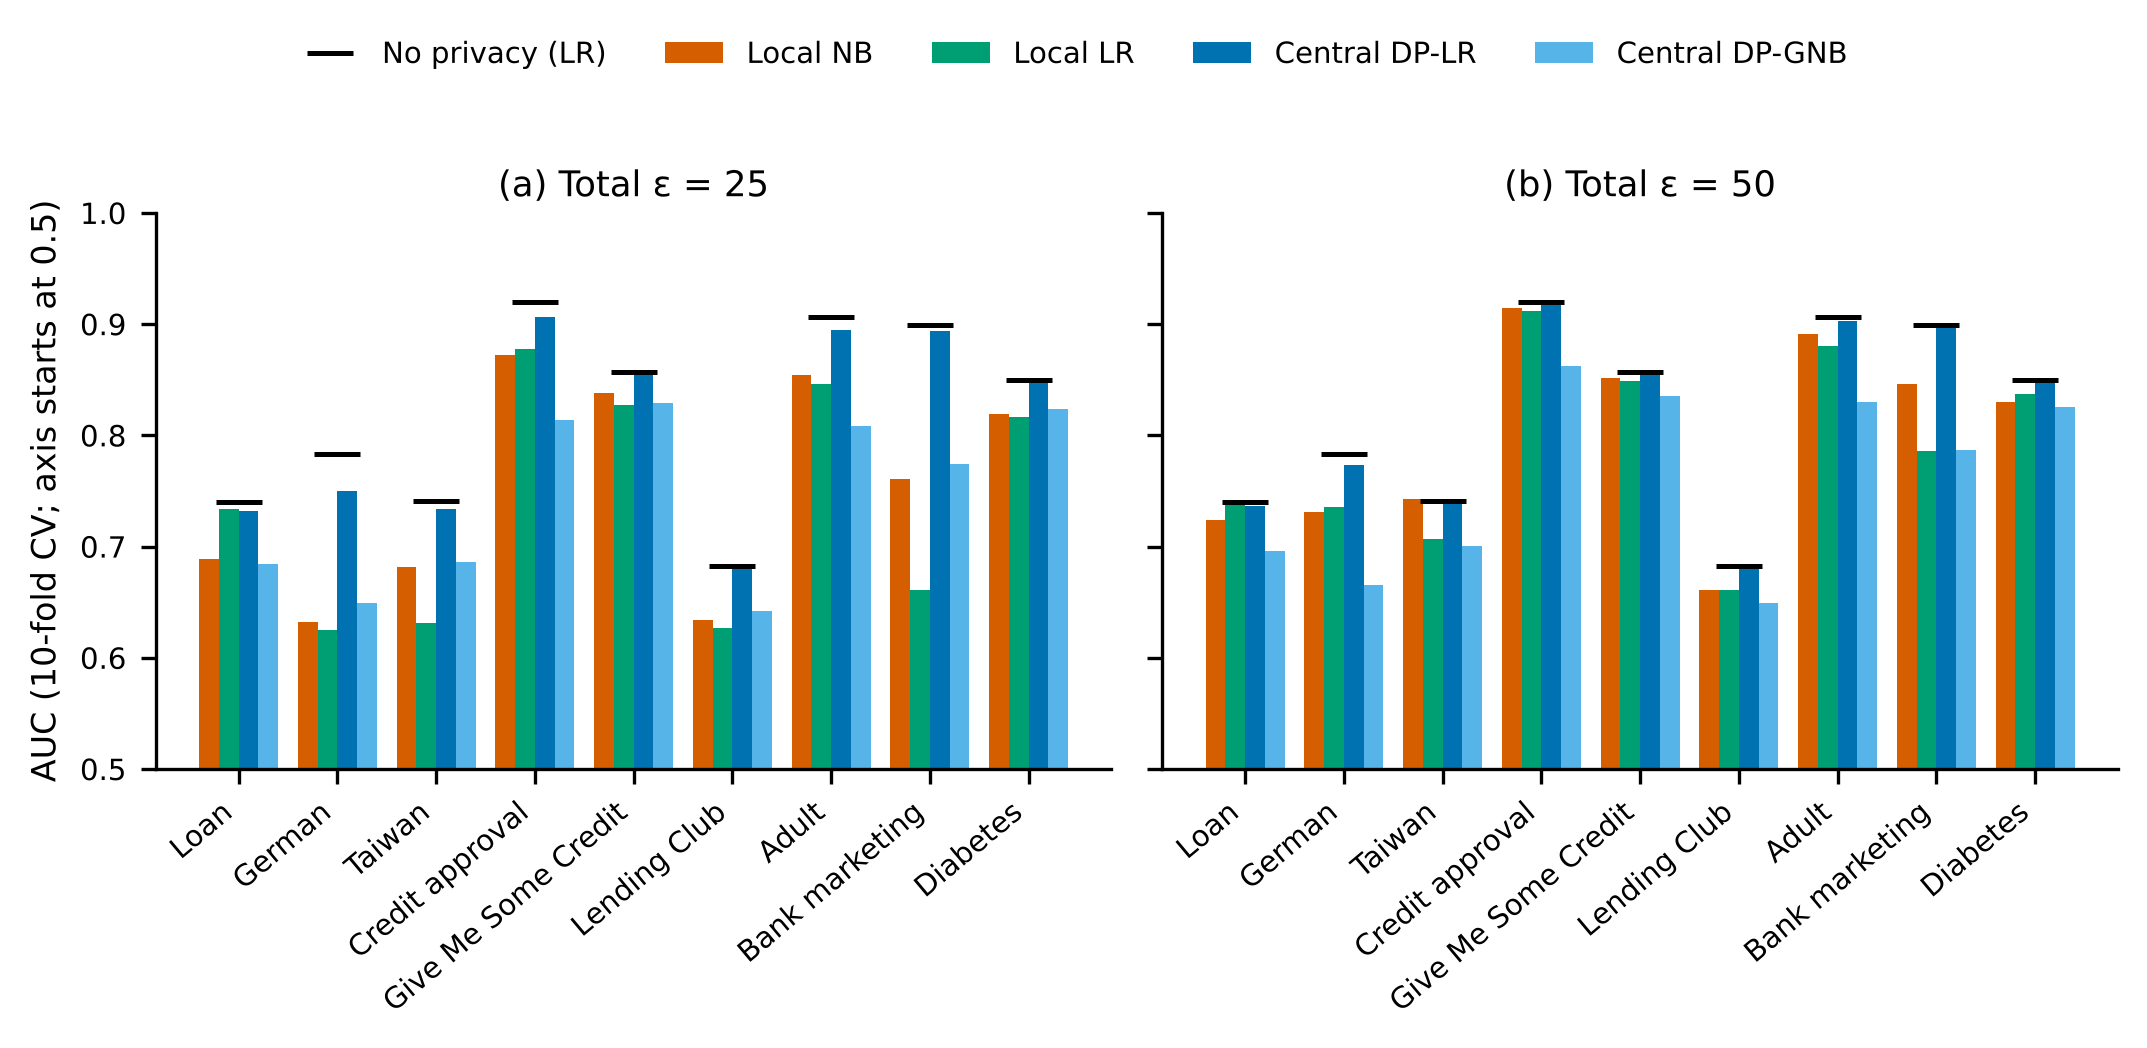 No privacy (LR) Local NB Local LR Central DP-LR Central DP-GNB
(a) Total ε = 25
(b) Total ε = 50
AUC (10-fold CV; axis starts at 0.5)
1.0
0.9
0.8
0.7
0.6
0.5
Loan
German
Taiwan
Credit approval
Give Me Some Credit
Lending Club
Adult
Bank marketing
Diabetes
Loan
German
Taiwan
Credit approval
Give Me Some Credit
Lending Club
Adult
Bank marketing
Diabetes